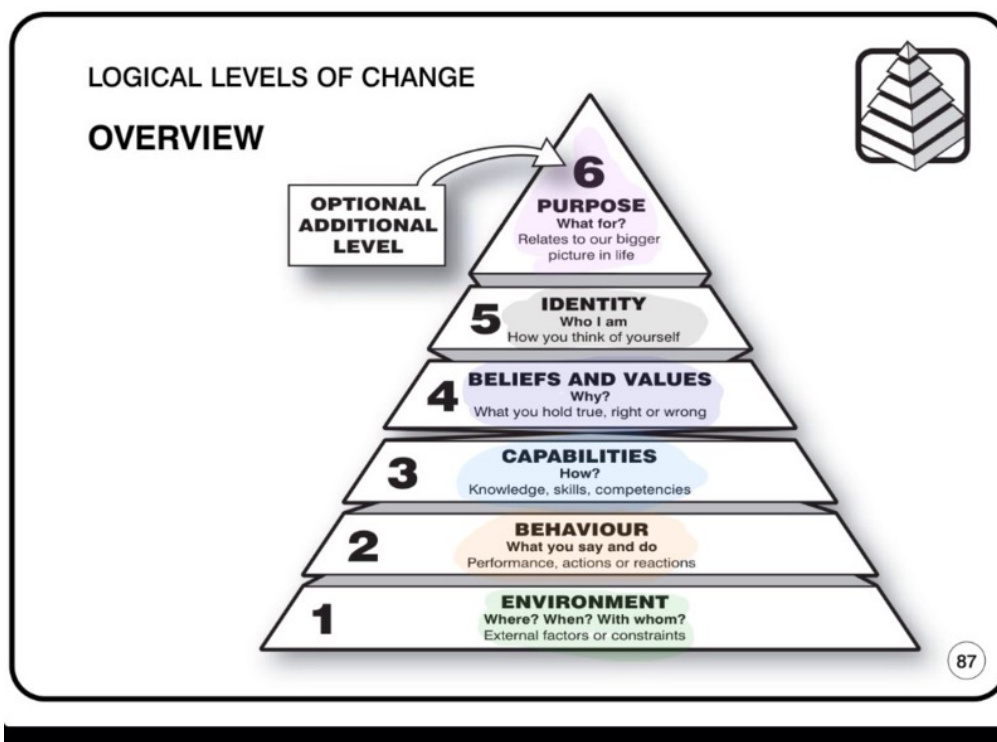 LOGICAL LEVELS OF CHANGE
OVERVIEW
OPTIONAL
ADDITIONAL
LEVEL
6
PURPOSE
What for?
Relates to our bigger
picture in life
5
IDENTITY
Who I am
How you think of yourself
4
BELIEFS AND VALUES
Why?
What you hold true, right or wrong
3
CAPABILITIES
How?
Knowledge, skills, competencies
2
BEHAVIOUR
What you say and do
Performance, actions or reactions
1
ENVIRONMENT
Where? When? With whom?
External factors or constraints
87